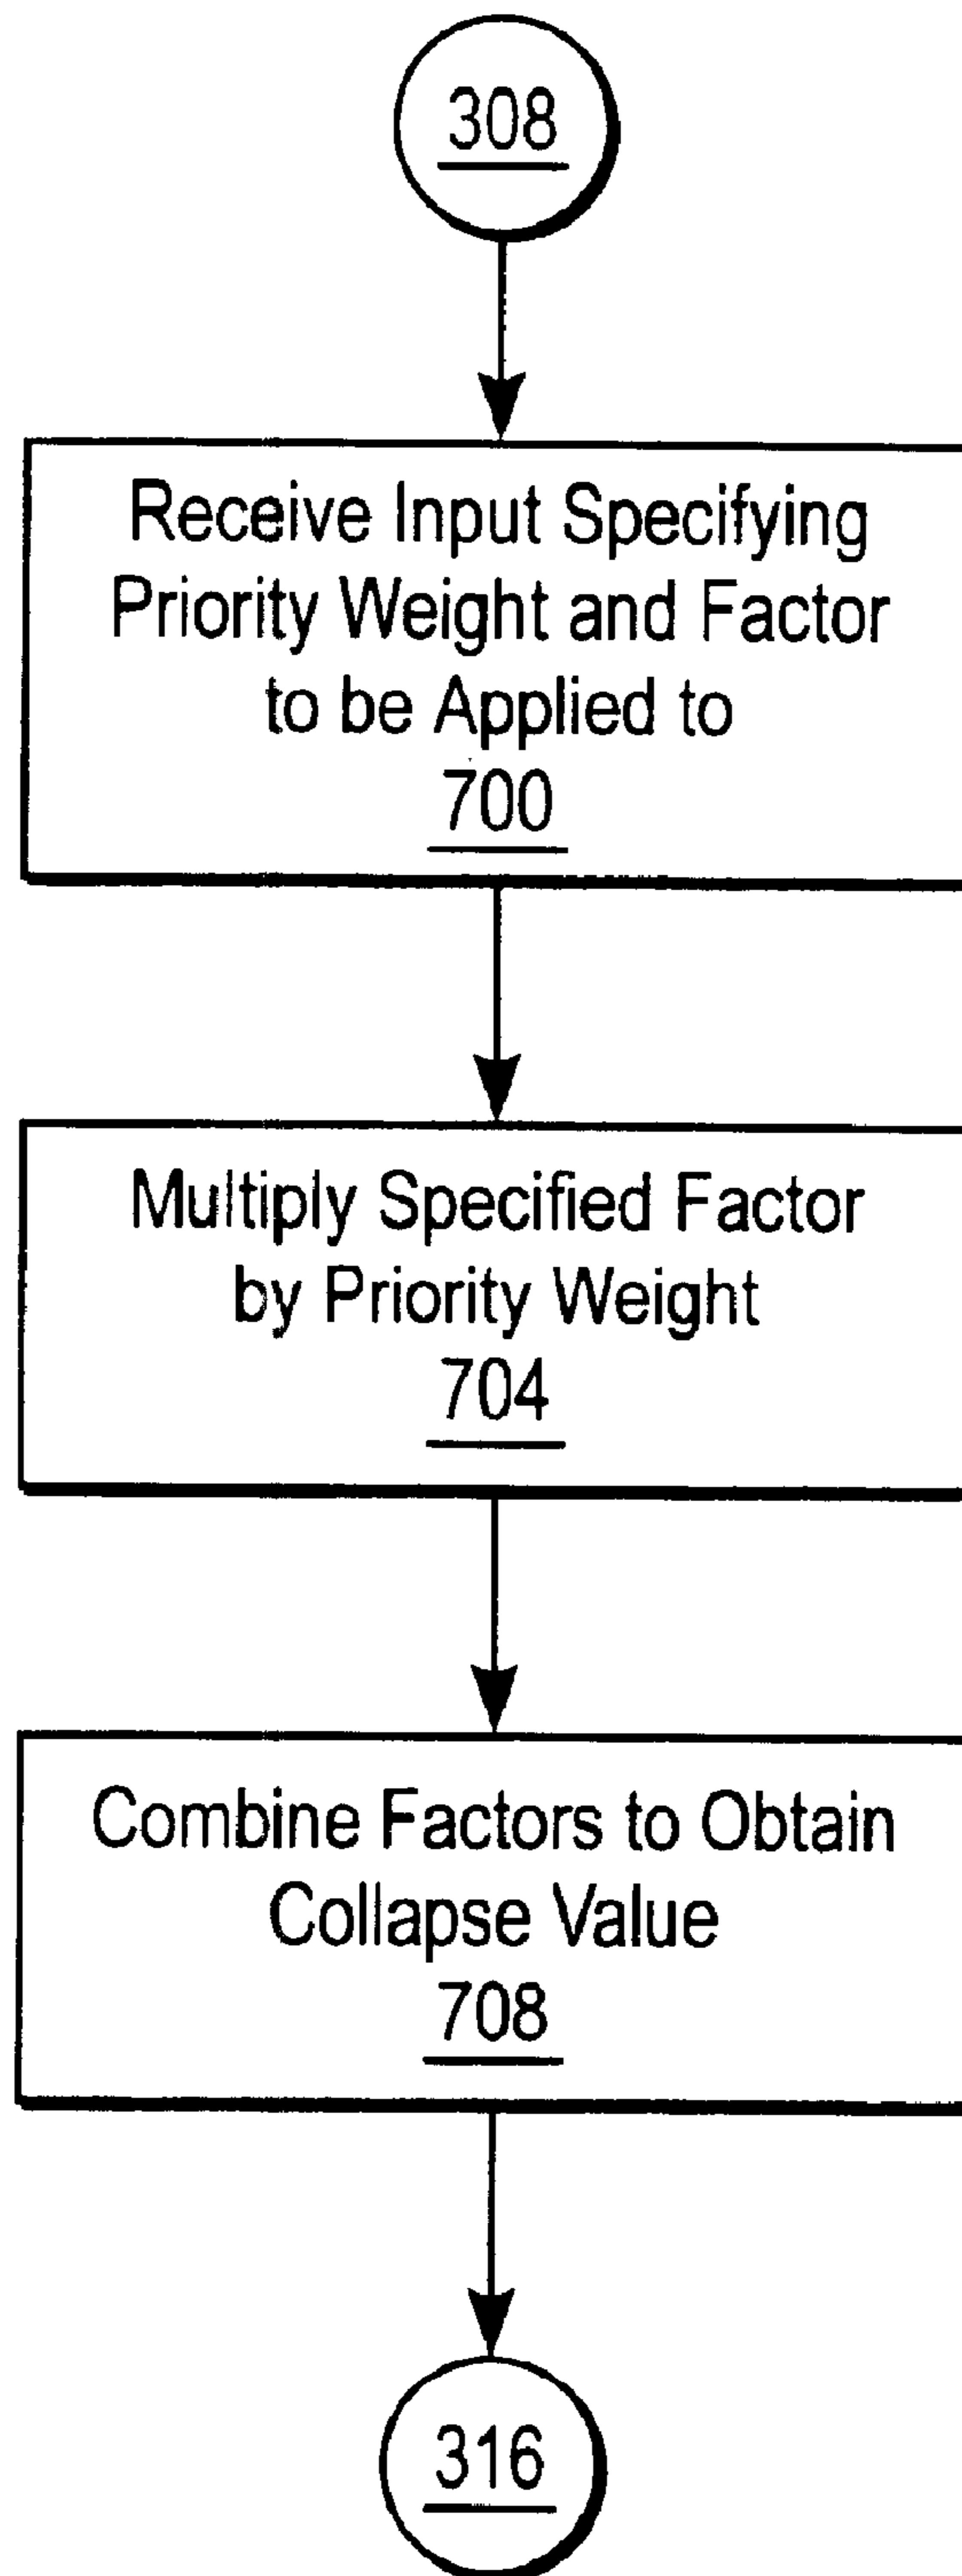 308
Receive Input Specifying
Priority Weight and Factor
to be Applied to
700
Multiply Specified Factor
by Priority Weight
704
Combine Factors to Obtain
Collapse Value
708
316